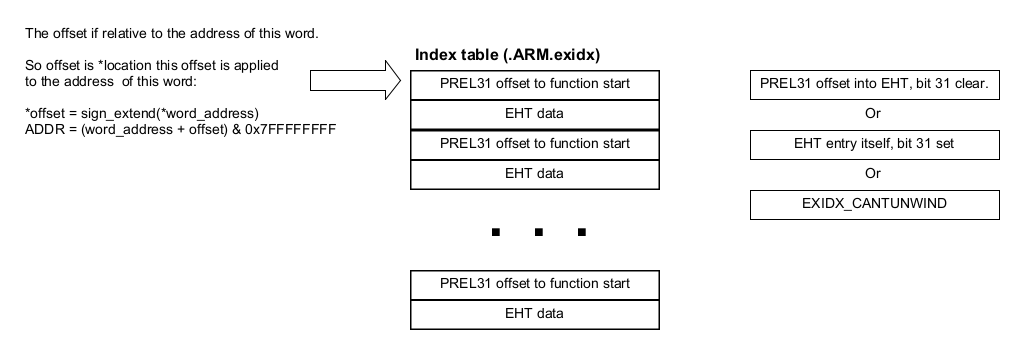 The offset if relative to the address of this word.
So offset is *location this offset is applied
to the address of this word:
*offset = sign_extend(*word_address)
ADDR = (word_address + offset) & 0x7FFFFFFFF
Index table (.ARM.exidx)
PREL31 offset to function start
EHT data
PREL31 offset to function start
EHT data
PREL31 offset to function start
EHT data
PREL31 offset into EHT, bit 31 clear.
Or
EHT entry itself, bit 31 set
Or
EXIDX_CANTUNWIND